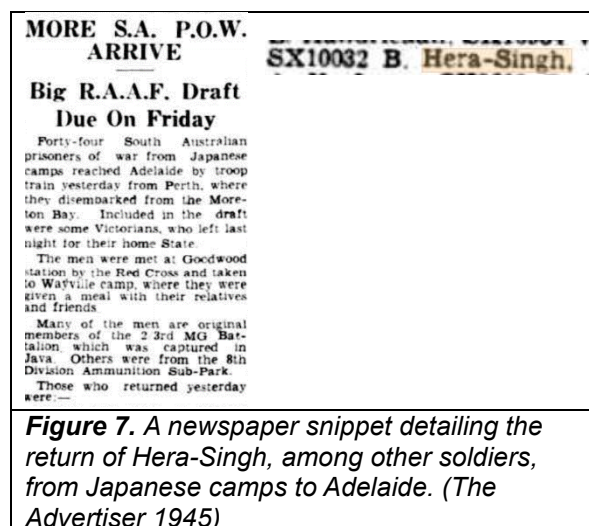 MORE S.A. P.O.W.
ARRIVE
Big R.A.A.F. Draft
Due On Friday
Forty-four South Australian
prisoners of war from Japanese
camps reached Adelaide by troop
train yesterday from Perth, where
they disembarked from the More-
ton Bay. Included in the draft
were some Victorians, who left last
night for their home State.
The men were met at Goodwood
station by the Red Cross and taken
to Wayville camp, where they were
given a meal with their relatives
and friends
Many of the men are original
members of the 2 3rd MG Bat-
talion which was captured in
Java. Others were from the 8th
Division Ammunition Sub-Park.
Those who returned yesterday
were:—
SX10032 B. Hera-Singh,
Figure 7. A newspaper snippet detailing the
return of Hera-Singh, among other soldiers,
from Japanese camps to Adelaide. (The
Advertiser 1945)